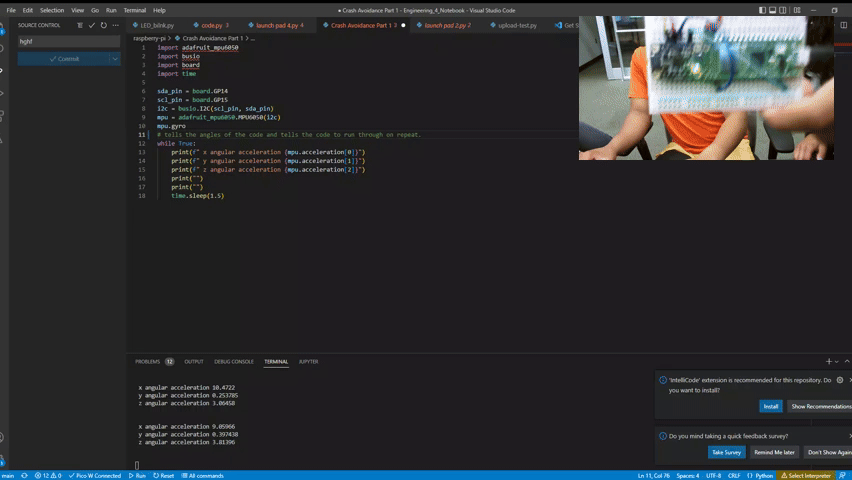 File Edit Selection View Go Run Terminal Help
● Crash Avoidance Part 1 - Engineering_4_Notebook - Visual Studio Code
SOURCE CONTROL
LED_blink.py code.py 3 launch pad 4.py 4 Crash Avoidance Part 1 3 launch pad 2.py 2 upload-test.py Get S
hghf
Commit
raspberry-pi > Crash Avoidance Part 1 > ...
1 import adafruit_mpu6050
2 import busio
3 import board
4 import time
6 sda_pin = board.GP14
7 scl_pin = board.GP15
8 i2c = busio.I2C(scl_pin, sda_pin)
9 mpu = adafruit_mpu6050.MPU6050(i2c)
10 mpu.gyro
11 # tells the angles of the code and tells the code to run through on repeat.
12 while True:
13 print(f" x angular acceleration {mpu.acceleration[0]}")
14 print(f" y angular acceleration {mpu.acceleration[1]}")
15 print(f" z angular acceleration {mpu.acceleration[2]}")
16 print("")
17 print("")
18 time.sleep(1.5)
PROBLEMS 12 OUTPUT DEBUG CONSOLE TERMINAL JUPYTER
x angular acceleration 10.4722
y angular acceleration 0.253785
z angular acceleration 3.06458
x angular acceleration 9.05966
y angular acceleration 0.397438
z angular acceleration 3.81396
'IntelliCode' extension is recommended for this repository. Do
you want to install?
Install Show Recommendations
Do you mind taking a quick feedback survey?
Take Survey Remind Me later Don't Show Again
main 12 0 Pico W Connected Run Reset All commands
Ln 11, Col 76 Spaces: 4 UTF-8 CRLF Python Select Interpreter